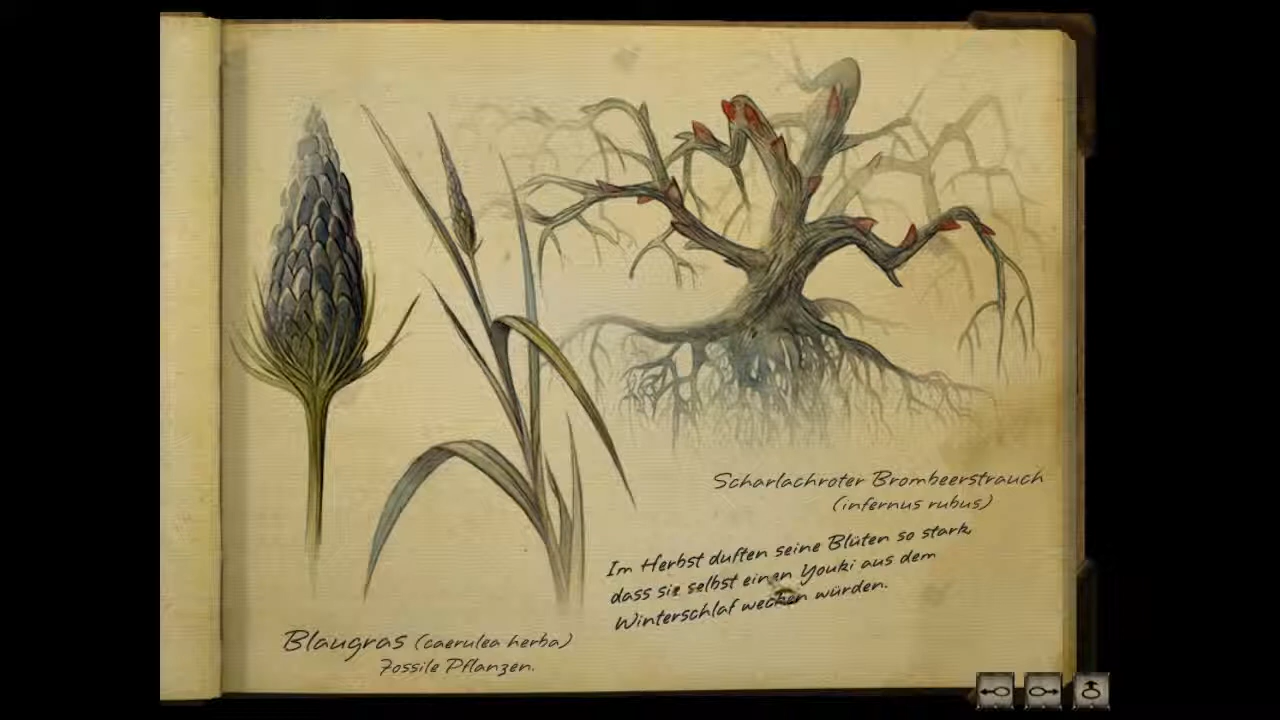 Scharlachroter Brombeerstrauch
(infernus rubus)
Im Herbst duften seine Blüten so stark,
dass sie selbst einen Youki aus dem
Winterschlaf wecken würden.
Blaugras (caerulea herba)
Fossile Pflanzen.